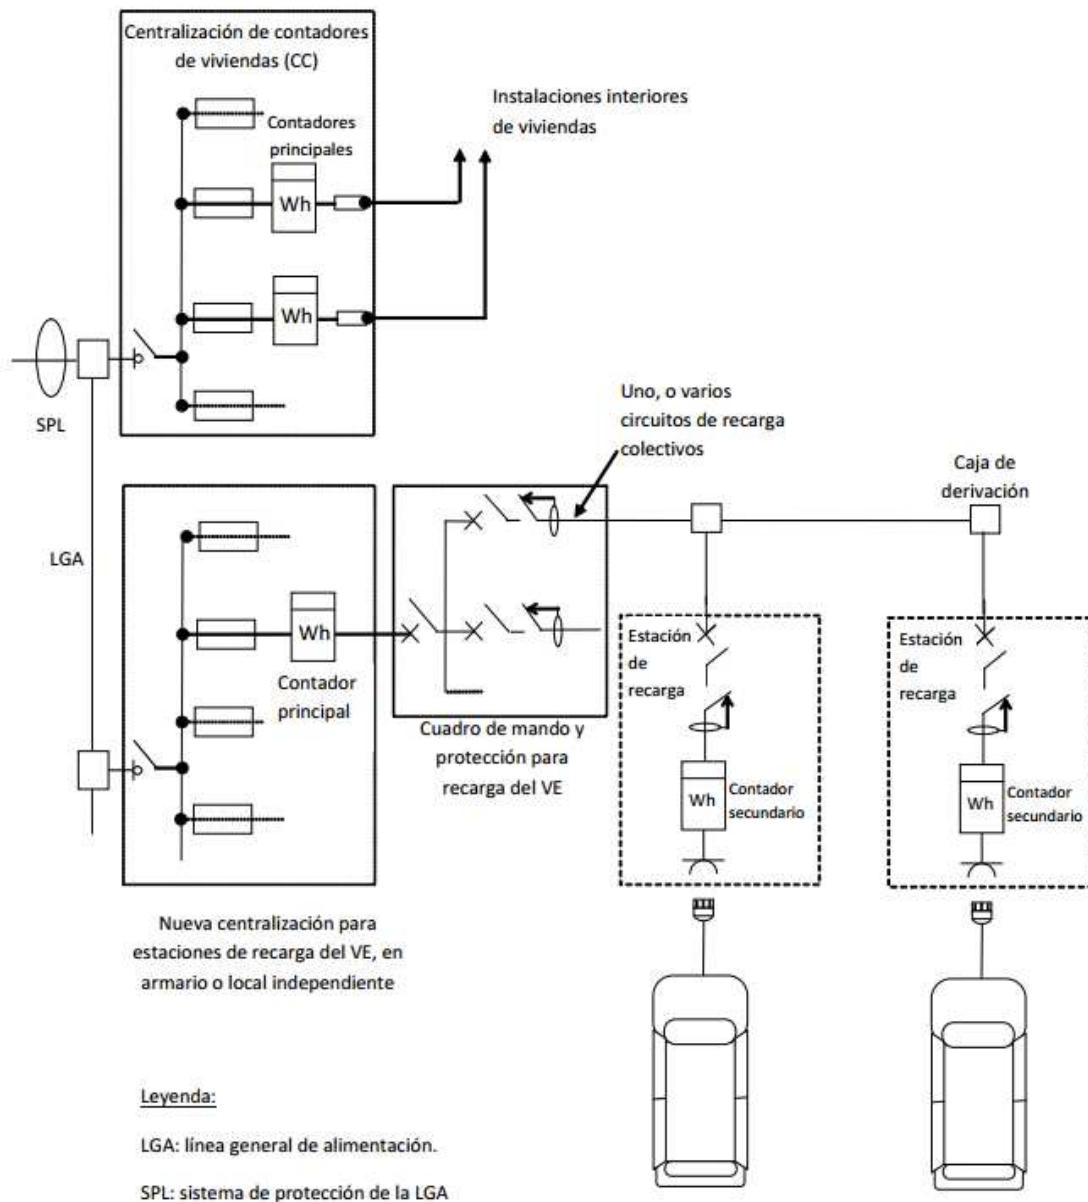 Centralización de contadores
de viviendas (CC)
Contadores
principales
Wh
Wh
Instalaciones interiores
de viviendas
SPL
LGA
Uno, o varios
circuitos de recarga
colectivos
Caja de
derivación
Wh
Contador
principal
Cuadro de mando y
protección para
recarga del VE
Estación
de
recarga
Wh
Contador
secundario
Estación
de
recarga
Wh
Contador
secundario
Nueva centralización para
estaciones de recarga del VE, en
armario o local independiente
Leyenda:
LGA: línea general de alimentación.
SPL: sistema de protección de la LGA